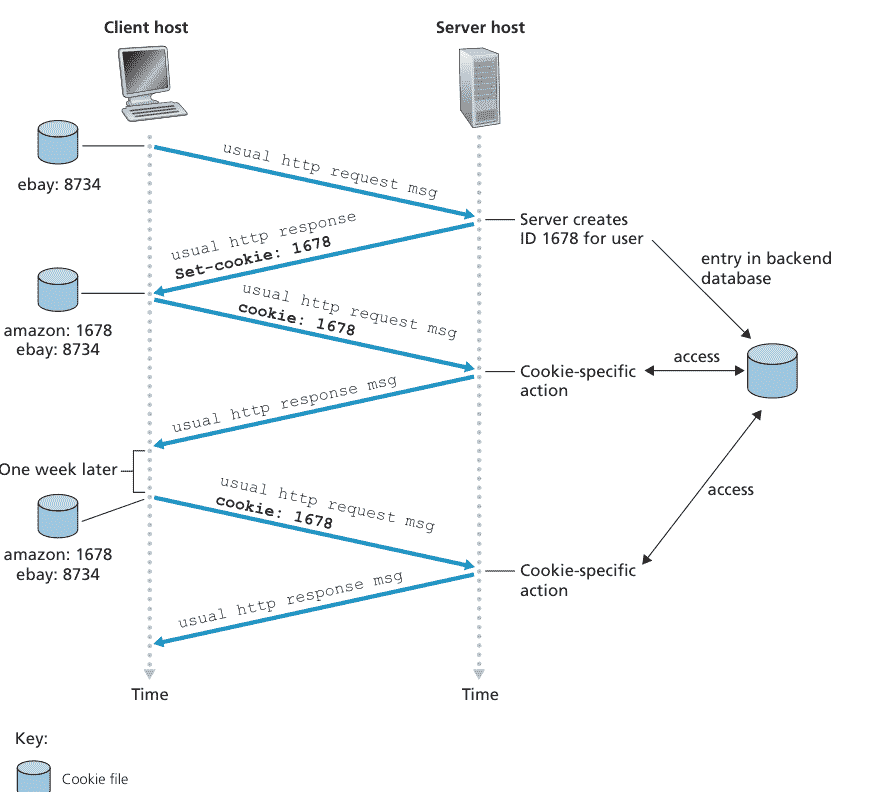 Client host
Server host
usual http request msg
ebay: 8734
Server creates
ID 1678 for user
usual http response
Set-cookie: 1678
entry in backend
database
usual http request msg
cookie: 1678
amazon: 1678
ebay: 8734
access
Cookie-specific
action
usual http response msg
One week later
usual http request msg
cookie: 1678
access
amazon: 1678
ebay: 8734
Cookie-specific
action
usual http response msg
Time
Time
Key:
Cookie file